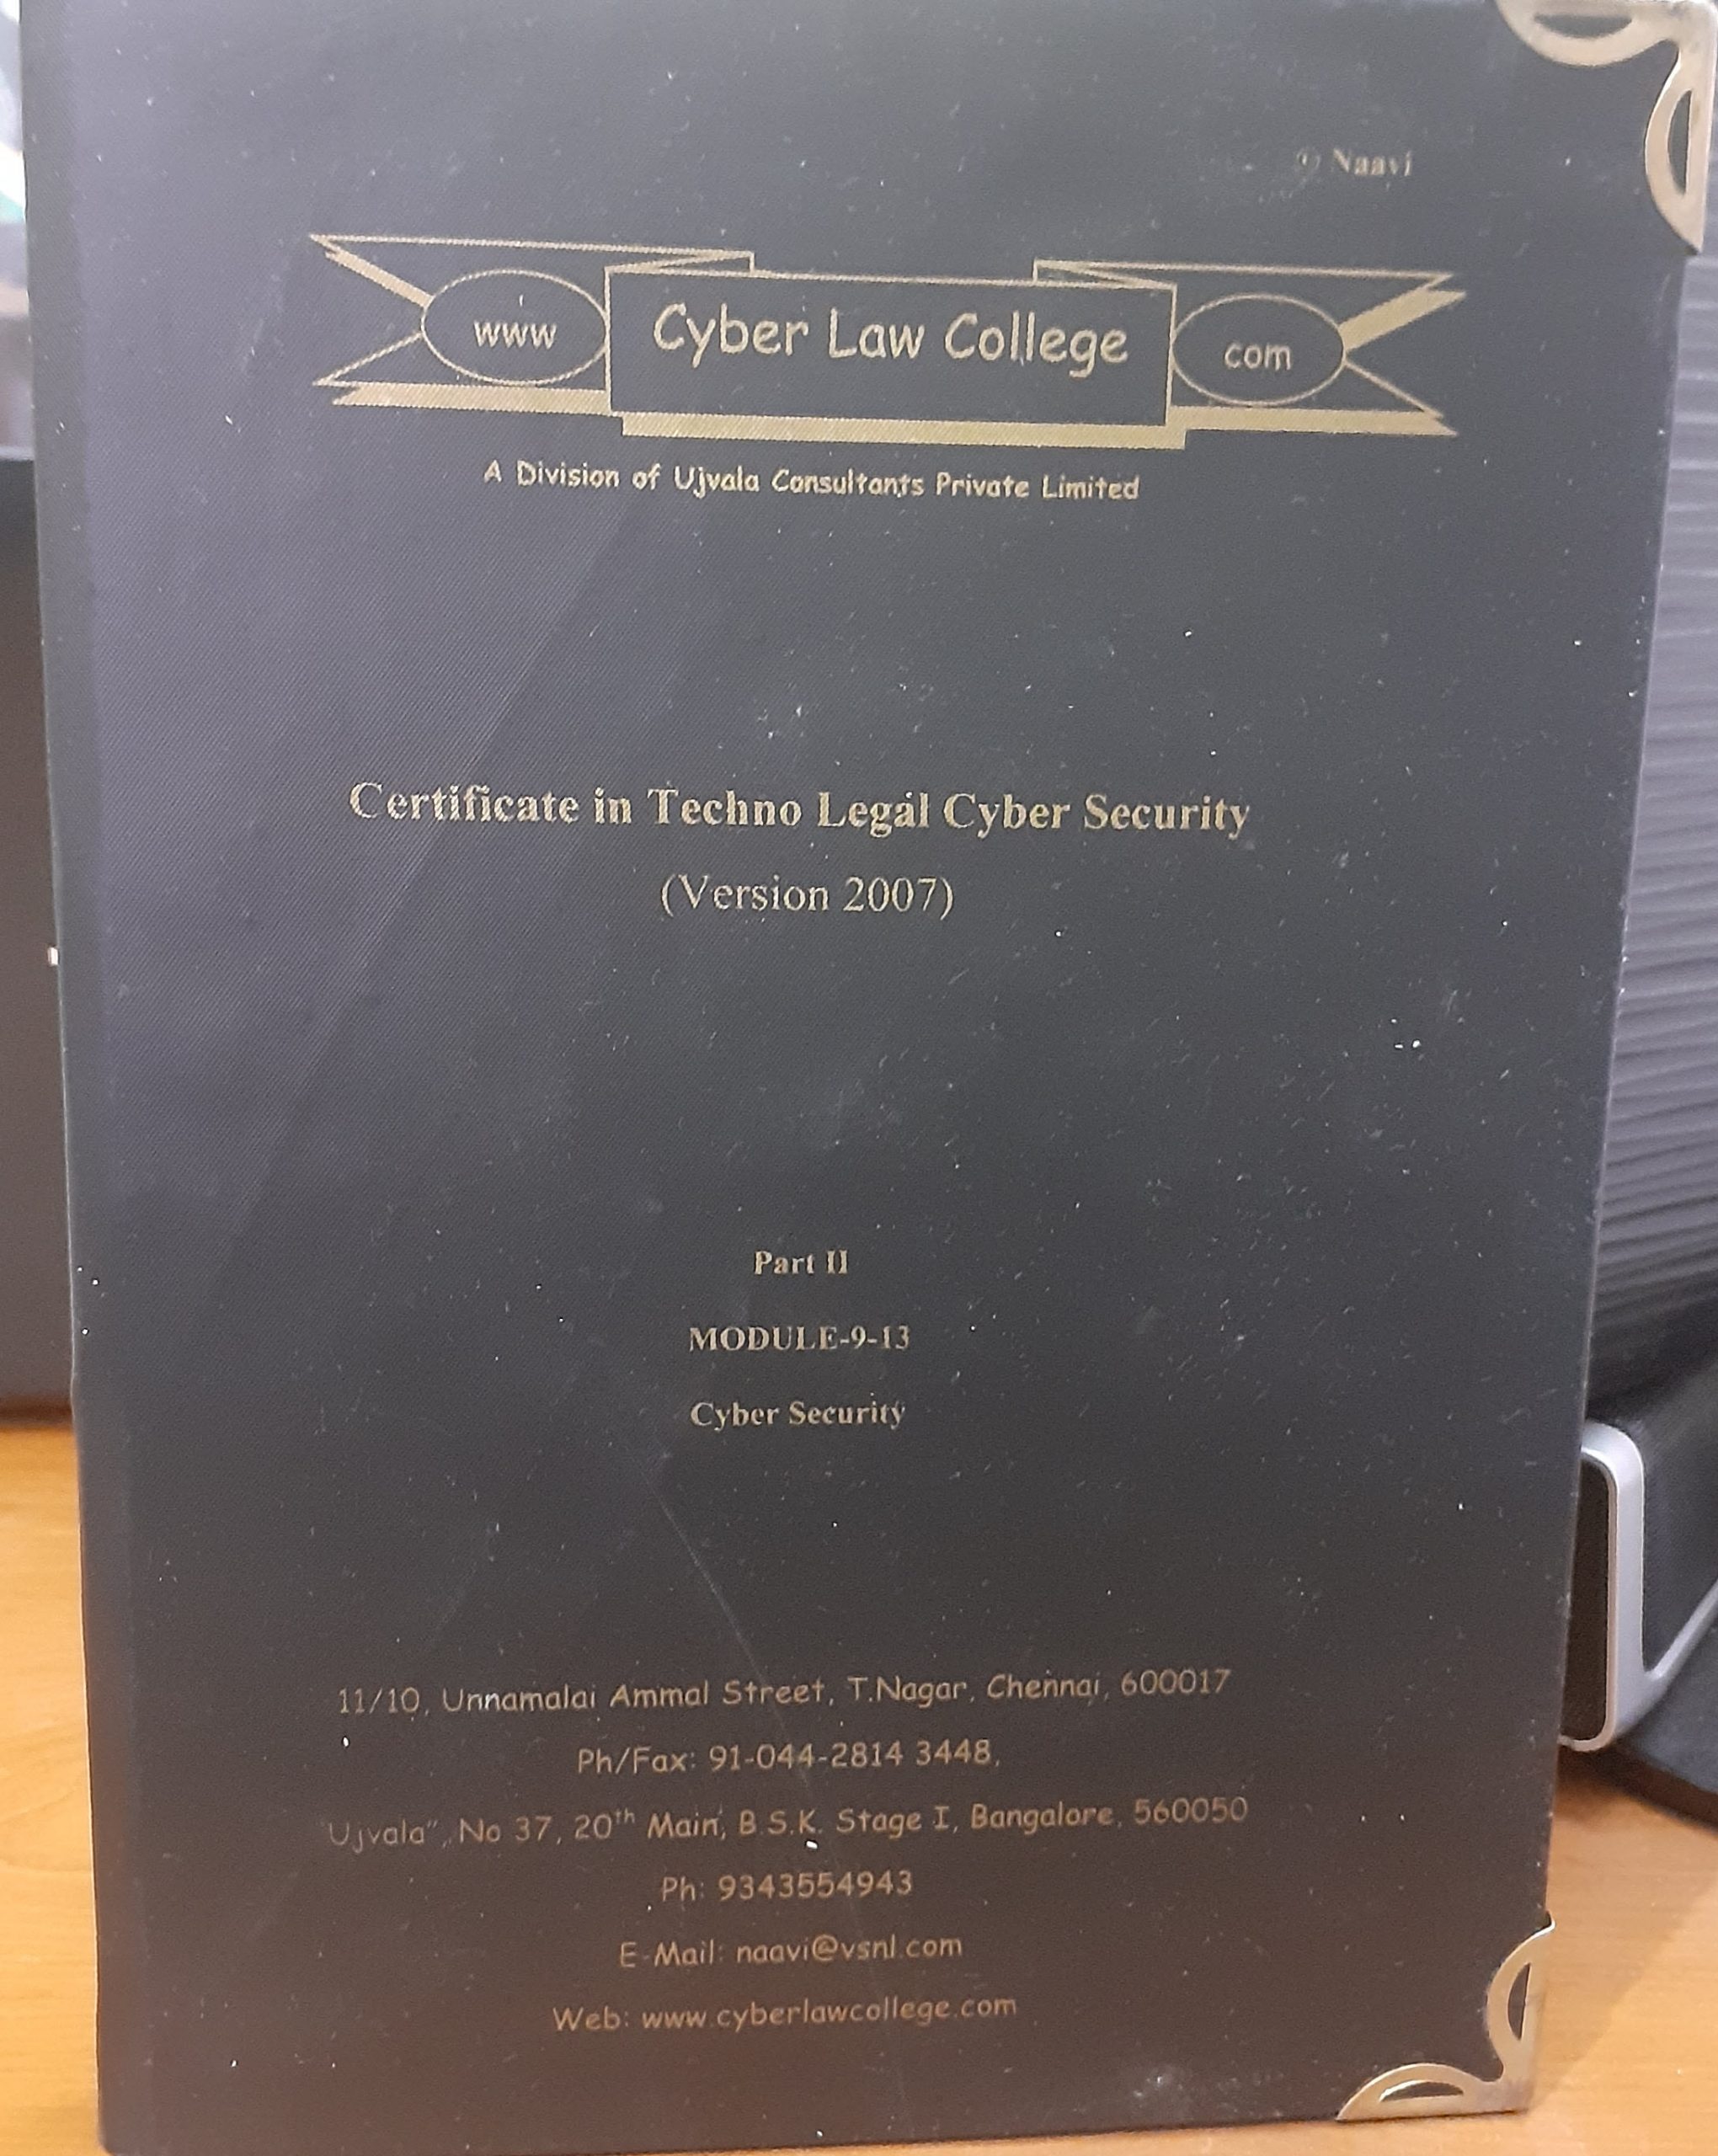 © Naavi
www Cyber Law College com
A Division of Ujvala Consultants Private Limited
Certificate in Techno Legal Cyber Security
(Version 2007)
Part II
MODULE-9-13
Cyber Security
11/10, Unnamalai Ammal Street, T.Nagar, Chennai, 600017
Ph/Fax: 91-044-2814 3448,
"Ujvala", No 37, 20th Main, B.S.K. Stage I, Bangalore, 560050
Ph: 9343554943
E-Mail: naavi@vsnl.com
Web: www.cyberlawcollege.com